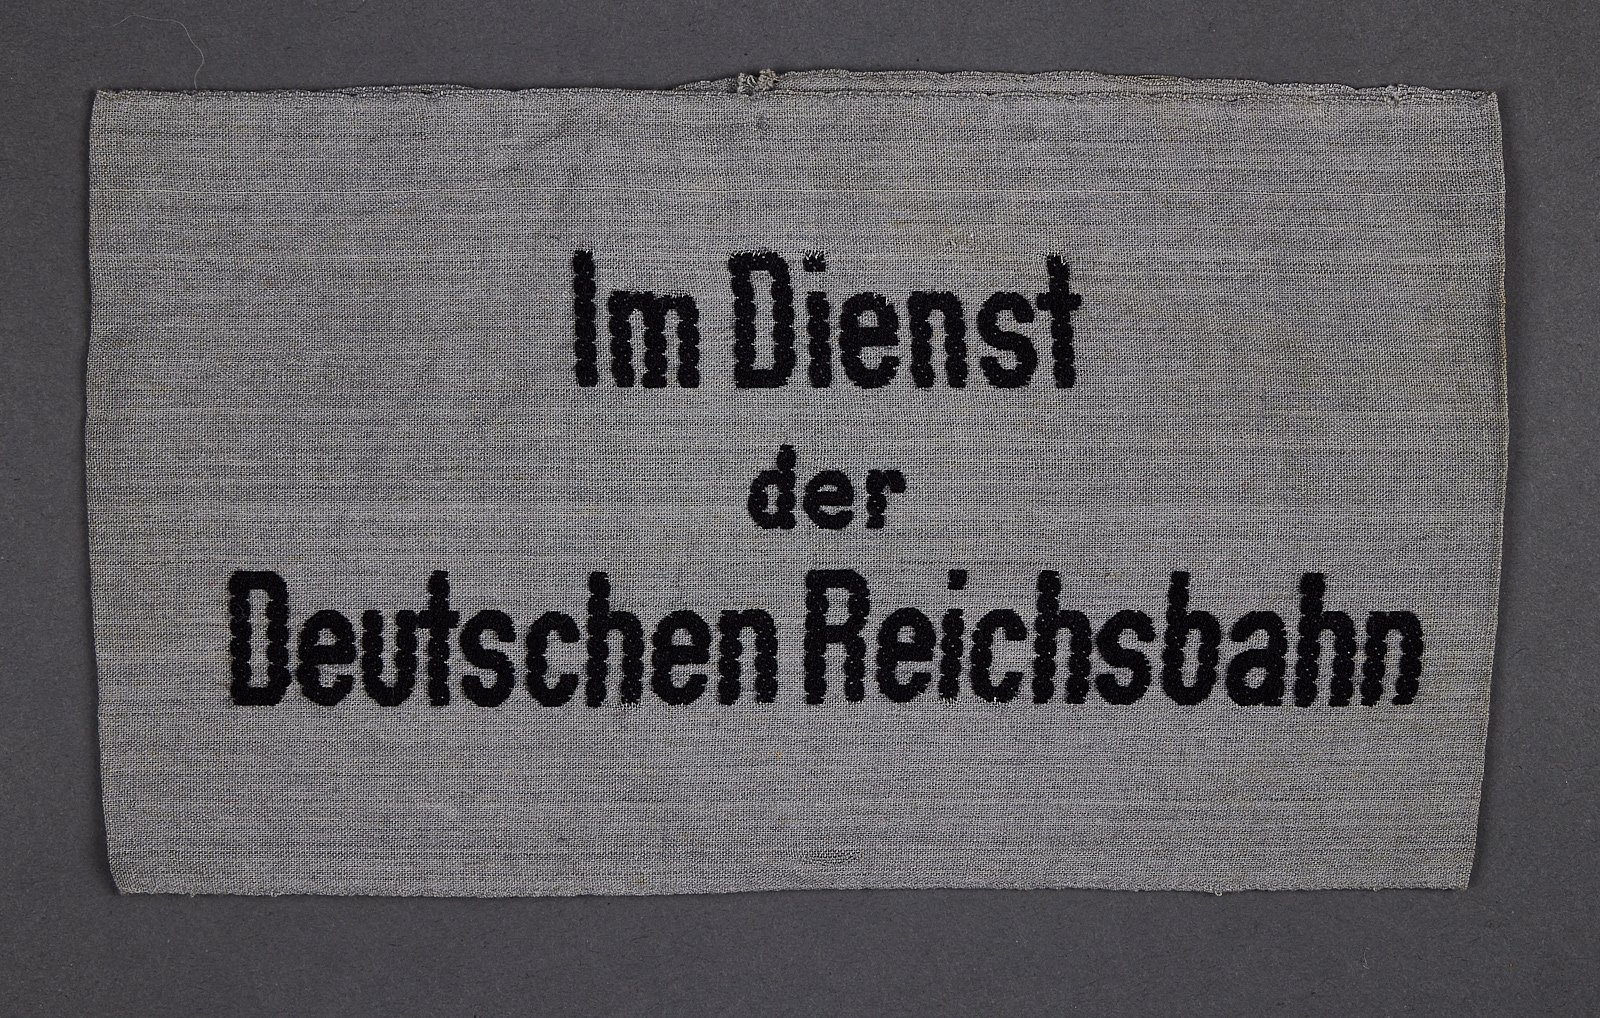 Im Dienst
der
Deutschen Reichsbahn